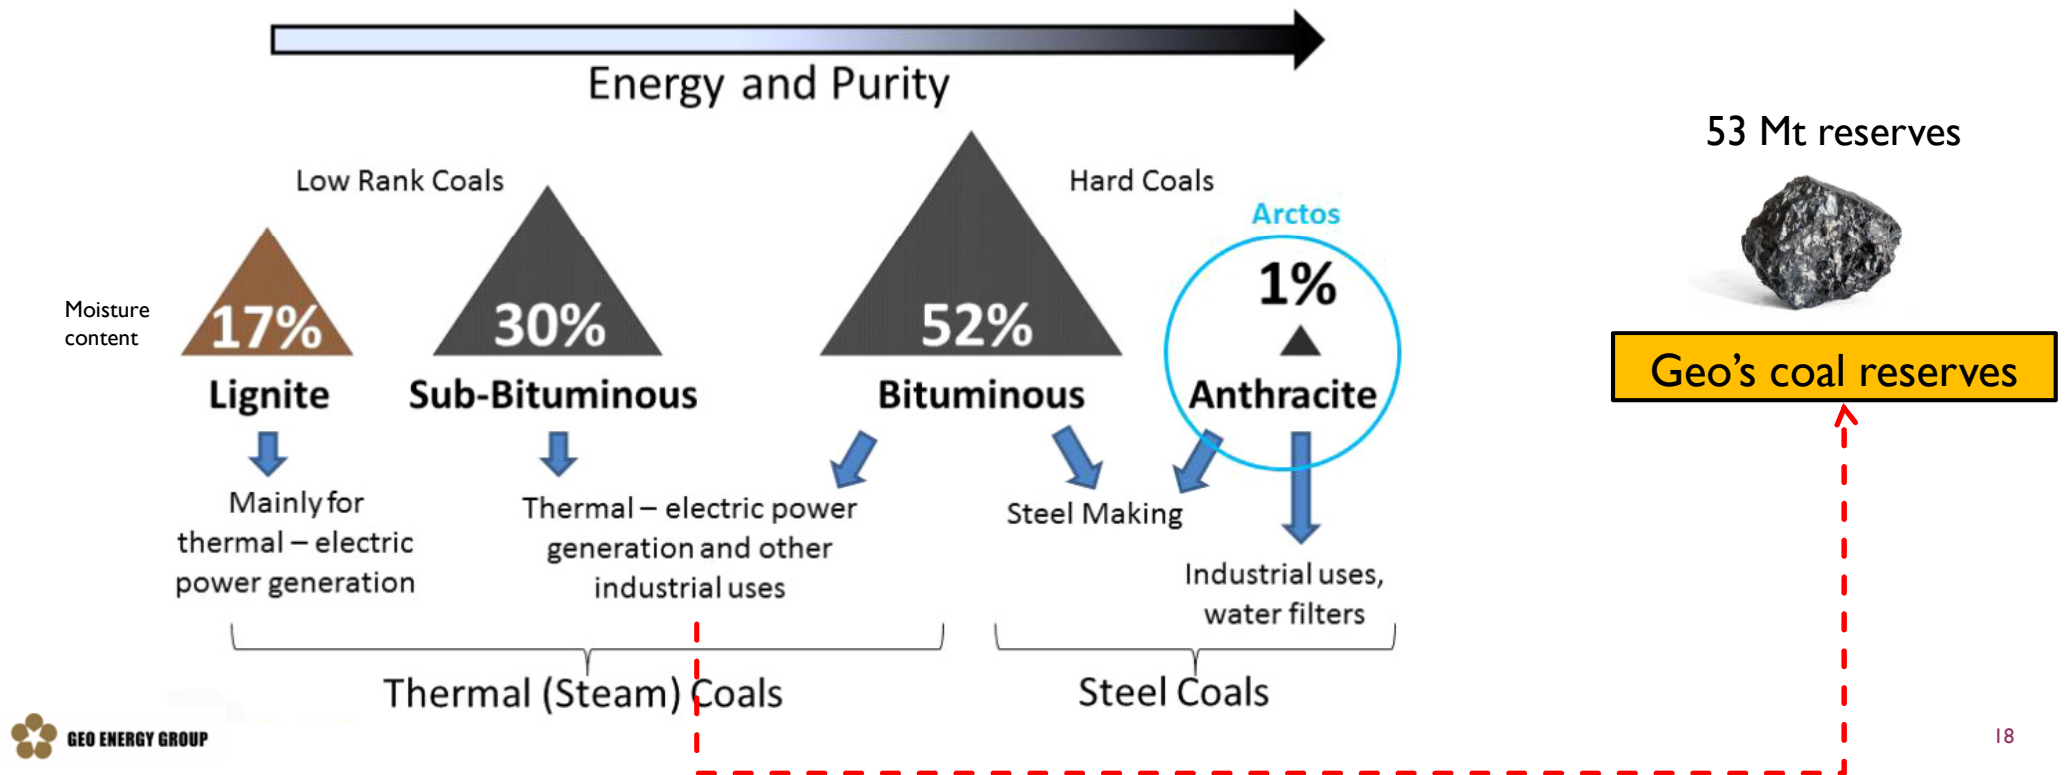 Energy and Purity
53 Mt reserves
Low Rank Coals
Hard Coals
Arctos
Moisture
content
17%
30%
52%
1%
Lignite
Sub-Bituminous
Bituminous
Anthracite
Geo's coal reserves
Mainly for
thermal – electric
power generation
Thermal – electric power
generation and other
industrial uses
Steel Making
Industrial uses,
water filters
Thermal (Steam) Coals
Steel Coals
GEO ENERGY GROUP
18